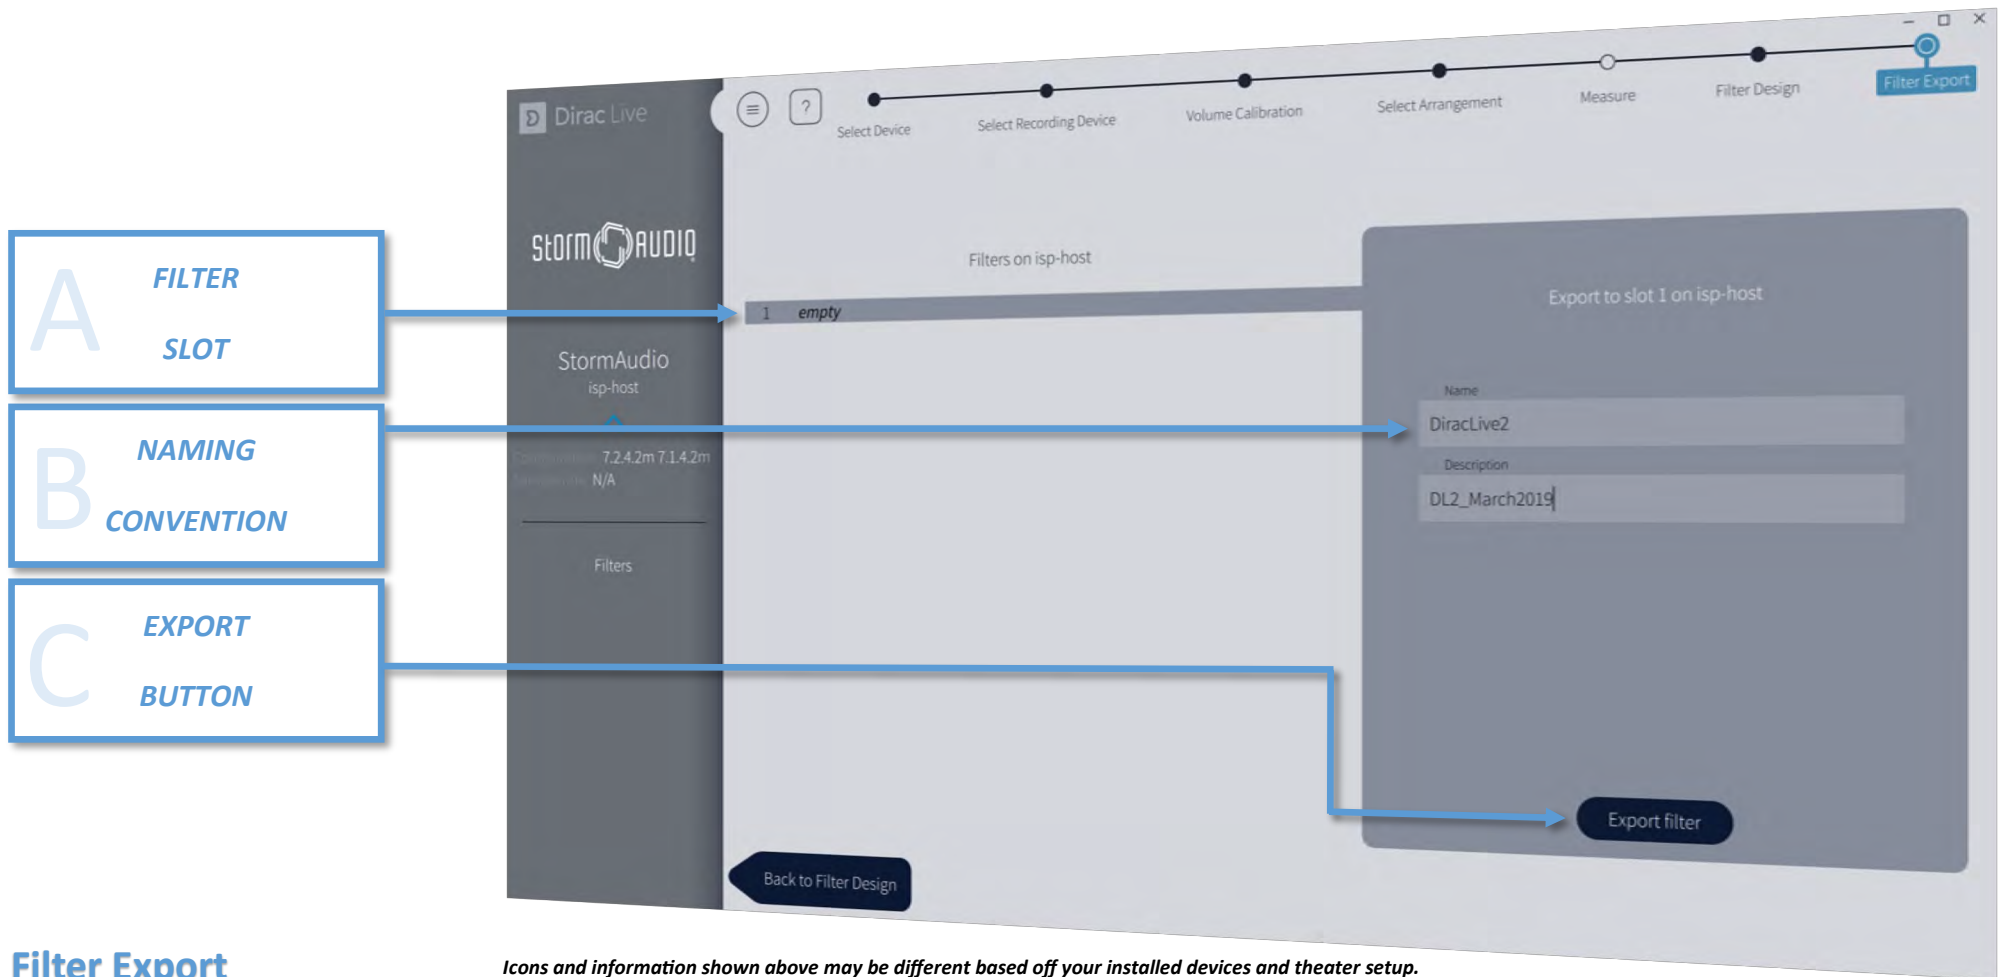 Dirac Live
?
Select Device
Select Recording Device
Volume Calibration
Select Arrangement
Measure
Filter Design
Filter Export
StormAUDIO
StormAudio
isp-host
7.2.4.2m 7.1.4.2m
N/A
Filters
A
FILTER
SLOT
B
NAMING
CONVENTION
C
EXPORT
BUTTON
Filters on isp-host
1 empty
Export to slot 1 on isp-host
Name
DiracLive2
Description
DL2_March2019
Export filter
Back to Filter Design
Filter Export
Icons and information shown above may be different based off your installed devices and theater setup.